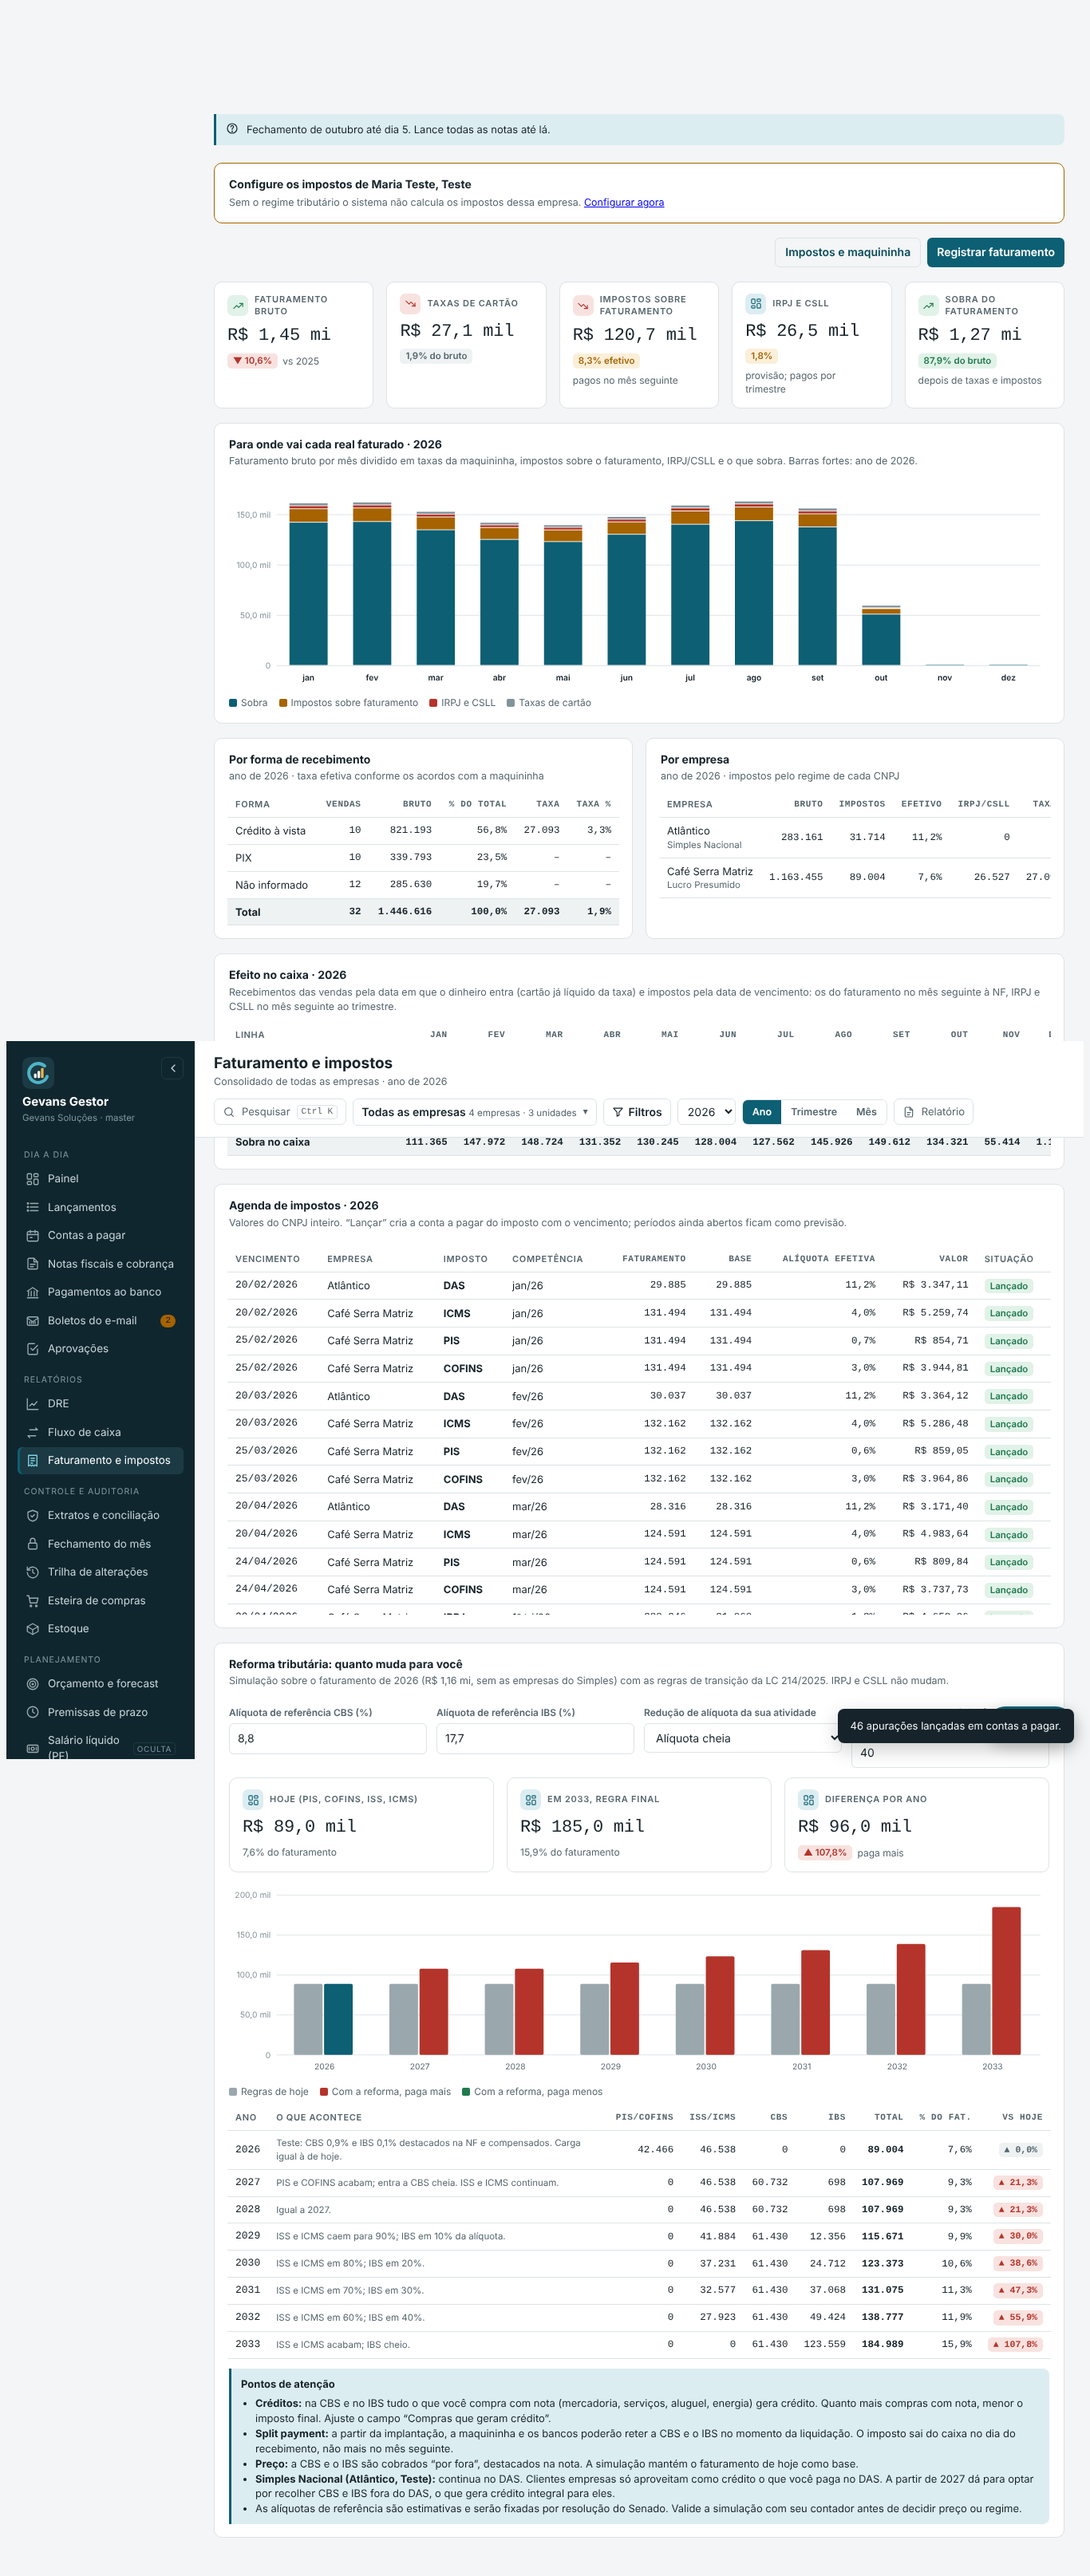 Fechamento de outubro até dia 5. Lance todas as notas até lá.
Configure os impostos de Maria Teste, Teste
Sem o regime tributário o sistema não calcula os impostos dessa empresa. Configurar agora
Impostos e maquininha
Registrar faturamento
FATURAMENTO BRUTO
R$ 1,45 mi
▼ 10,6% vs 2025
TAXAS DE CARTÃO
R$ 27,1 mil
1,9% do bruto
IMPOSTOS SOBRE FATURAMENTO
R$ 120,7 mil
8,3% efetivo
pagos no mês seguinte
IRPJ E CSLL
R$ 26,5 mil
1,8%
provisão; pagos por trimestre
SOBRA DO FATURAMENTO
R$ 1,27 mi
87,9% do bruto
depois de taxas e impostos
Para onde vai cada real faturado · 2026
Faturamento bruto por mês dividido em taxas da maquininha, impostos sobre o faturamento, IRPJ/CSLL e o que sobra. Barras fortes: ano de 2026.
150,0 mil
100,0 mil
50,0 mil
0
jan fev mar abr mai jun jul ago set out nov dez
Sobra Impostos sobre faturamento IRPJ e CSLL Taxas de cartão
Por forma de recebimento
ano de 2026 · taxa efetiva conforme os acordos com a maquininha
FORMA VENDAS BRUTO % DO TOTAL TAXA TAXA %
Crédito à vista 10 821.193 56,8% 27.093 3,3%
PIX 10 339.793 23,5% – –
Não informado 12 285.630 19,7% – –
Total 32 1.446.616 100,0% 27.093 1,9%
Por empresa
ano de 2026 · impostos pelo regime de cada CNPJ
EMPRESA BRUTO IMPOSTOS EFETIVO IRPJ/CSLL
Atlântico 283.161 31.714 11,2% 0
Simples Nacional
Café Serra Matriz 1.163.455 89.004 7,6% 26.527
Lucro Presumido
Efeito no caixa · 2026
Recebimentos das vendas pela data em que o dinheiro entra (cartão já líquido da taxa) e impostos pela data de vencimento: os do faturamento no mês seguinte à NF, IRPJ e
CSLL no mês seguinte ao trimestre.
LINHA JAN FEV MAR ABR MAI JUN JUL AGO SET OUT NOV
Gevans Gestor
Gevans Soluções · master
Faturamento e impostos
Consolidado de todas as empresas · ano de 2026
Pesquisar Ctrl K
Todas as empresas 4 empresas · 3 unidades ▾
Filtros
2026
Ano Trimestre Mês
Relatório
Sobra no caixa 111.365 147.972 148.724 131.352 130.245 128.004 127.562 145.926 149.612 134.321 55.414
DIA A DIA
Painel
Lançamentos
Contas a pagar
Notas fiscais e cobrança
Pagamentos ao banco
Boletos do e-mail 2
Aprovações
RELATÓRIOS
DRE
Fluxo de caixa
Faturamento e impostos
CONTROLE E AUDITORIA
Extratos e conciliação
Fechamento do mês
Trilha de alterações
Esteira de compras
Estoque
PLANEJAMENTO
Orçamento e forecast
Premissas de prazo
Salário líquido (PF) OCULTA
Agenda de impostos · 2026
Valores do CNPJ inteiro. “Lançar” cria a conta a pagar do imposto com o vencimento; períodos ainda abertos ficam como previsão.
VENCIMENTO EMPRESA IMPOSTO COMPETÊNCIA FATURAMENTO BASE ALÍQUOTA EFETIVA VALOR SITUAÇÃO
20/02/2026 Atlântico DAS jan/26 29.885 29.885 11,2% R$ 3.347,11 Lançado
20/02/2026 Café Serra Matriz ICMS jan/26 131.494 131.494 4,0% R$ 5.259,74 Lançado
25/02/2026 Café Serra Matriz PIS jan/26 131.494 131.494 0,7% R$ 854,71 Lançado
25/02/2026 Café Serra Matriz COFINS jan/26 131.494 131.494 3,0% R$ 3.944,81 Lançado
20/03/2026 Atlântico DAS fev/26 30.037 30.037 11,2% R$ 3.364,12 Lançado
20/03/2026 Café Serra Matriz ICMS fev/26 132.162 132.162 4,0% R$ 5.286,48 Lançado
25/03/2026 Café Serra Matriz PIS fev/26 132.162 132.162 0,6% R$ 859,05 Lançado
25/03/2026 Café Serra Matriz COFINS fev/26 132.162 132.162 3,0% R$ 3.964,86 Lançado
20/04/2026 Atlântico DAS mar/26 28.316 28.316 11,2% R$ 3.171,40 Lançado
20/04/2026 Café Serra Matriz ICMS mar/26 124.591 124.591 4,0% R$ 4.983,64 Lançado
24/04/2026 Café Serra Matriz PIS mar/26 124.591 124.591 0,6% R$ 809,84 Lançado
24/04/2026 Café Serra Matriz COFINS mar/26 124.591 124.591 3,0% R$ 3.737,73 Lançado
Reforma tributária: quanto muda para você
Simulação sobre o faturamento de 2026 (R$ 1,16 mi, sem as empresas do Simples) com as regras de transição da LC 214/2025. IRPJ e CSLL não mudam.
Alíquota de referência CBS (%)
8,8
Alíquota de referência IBS (%)
17,7
Redução de alíquota da sua atividade
Alíquota cheia
40
46 apurações lançadas em contas a pagar.
HOJE (PIS, COFINS, ISS, ICMS)
R$ 89,0 mil
7,6% do faturamento
EM 2033, REGRA FINAL
R$ 185,0 mil
15,9% do faturamento
DIFERENÇA POR ANO
R$ 96,0 mil
▲ 107,8% paga mais
200,0 mil
150,0 mil
100,0 mil
50,0 mil
0
2026 2027 2028 2029 2030 2031 2032 2033
Regras de hoje Com a reforma, paga mais Com a reforma, paga menos
ANO O QUE ACONTECE PIS/COFINS ISS/ICMS CBS IBS TOTAL % DO FAT. VS HOJE
2026 Teste: CBS 0,9% e IBS 0,1% destacados na NF e compensados. Carga igual à de hoje. 42.466 46.538 0 0 89.004 7,6% ▲ 0,0%
2027 PIS e COFINS acabam; entra a CBS cheia. ISS e ICMS continuam. 0 46.538 60.732 698 107.969 9,3% ▲ 21,3%
2028 Igual a 2027. 0 46.538 60.732 698 107.969 9,3% ▲ 21,3%
2029 ISS e ICMS caem para 90%; IBS em 10% da alíquota. 0 41.884 61.430 12.356 115.671 9,9% ▲ 30,0%
2030 ISS e ICMS em 80%; IBS em 20%. 0 37.231 61.430 24.712 123.373 10,6% ▲ 38,6%
2031 ISS e ICMS em 70%; IBS em 30%. 0 32.577 61.430 37.068 131.075 11,3% ▲ 47,3%
2032 ISS e ICMS em 60%; IBS em 40%. 0 27.923 61.430 49.424 138.777 11,9% ▲ 55,9%
2033 ISS e ICMS acabam; IBS cheio. 0 0 61.430 123.559 184.989 15,9% ▲ 107,8%
Pontos de atenção
• Créditos: na CBS e no IBS tudo o que você compra com nota (mercadoria, serviços, aluguel, energia) gera crédito. Quanto mais compras com nota, menor o
imposto final. Ajuste o campo “Compras que geram crédito”.
• Split payment: a partir da implantação, a maquininha e os bancos poderão reter a CBS e o IBS no momento da liquidação. O imposto sai do caixa no dia do
recebimento, não mais no mês seguinte.
• Preço: a CBS e o IBS são cobrados “por fora”, destacados na nota. A simulação mantém o faturamento de hoje como base.
• Simples Nacional (Atlântico, Teste): continua no DAS. Clientes empresas só aproveitam como crédito o que você paga no DAS. A partir de 2027 dá para optar
por recolher CBS e IBS fora do DAS, o que gera crédito integral para eles.
• As alíquotas de referência são estimativas e serão fixadas por resolução do Senado. Valide a simulação com seu contador antes de decidir preço ou regime.